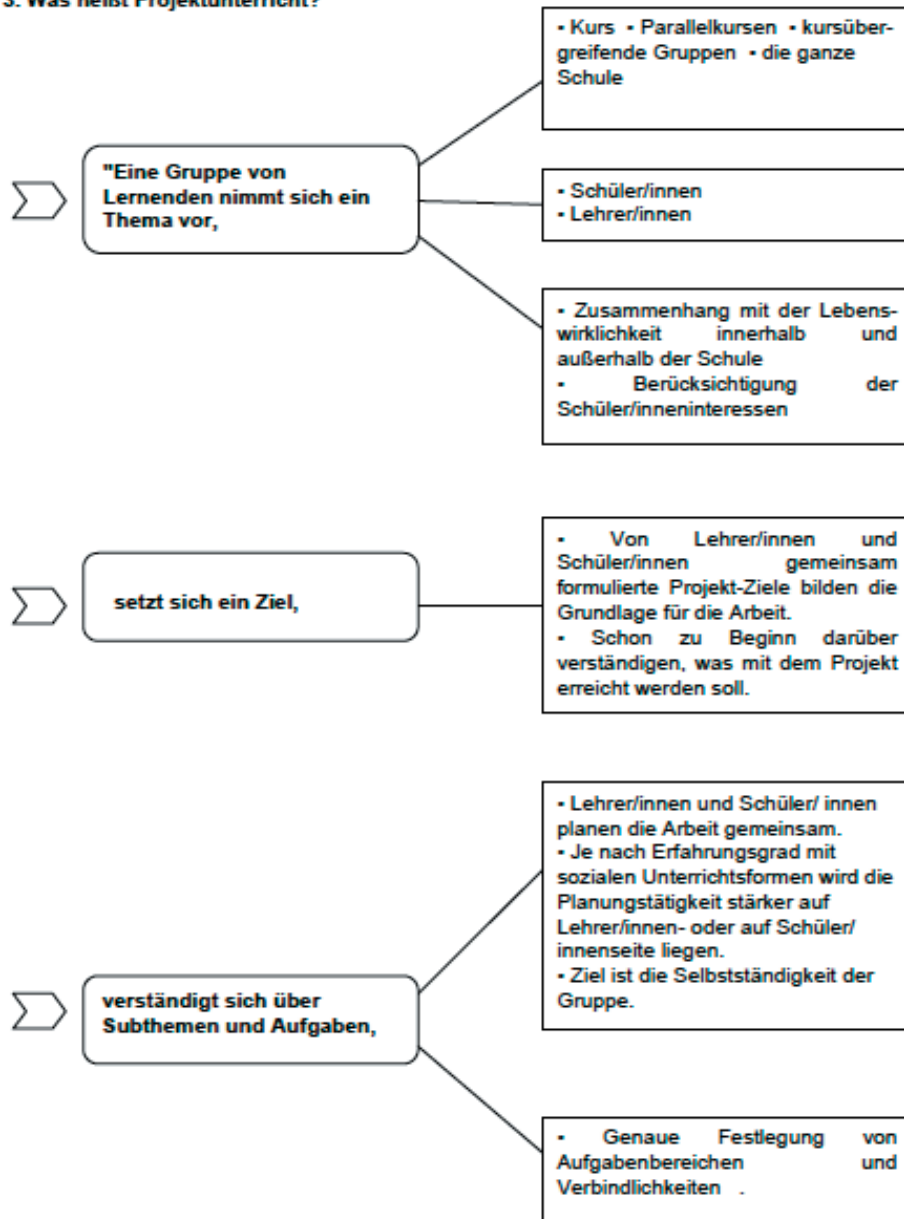 3. Was heißt Projektunterricht?
▪ Kurs ▪ Parallelkursen ▪ kursüber-
greifende Gruppen ▪ die ganze
Schule
"Eine Gruppe von
Lernenden nimmt sich ein
Thema vor,
▪ Schüler/innen
▪ Lehrer/innen
▪ Zusammenhang mit der Lebens-
wirklichkeit innerhalb und
außerhalb der Schule
▪ Berücksichtigung der
Schüler/inneninteressen
setzt sich ein Ziel,
▪ Von Lehrer/innen und
Schüler/innen gemeinsam
formulierte Projekt-Ziele bilden die
Grundlage für die Arbeit.
▪ Schon zu Beginn darüber
verständigen, was mit dem Projekt
erreicht werden soll.
verständigt sich über
Subthemen und Aufgaben,
▪ Lehrer/innen und Schüler/ innen
planen die Arbeit gemeinsam.
▪ Je nach Erfahrungsgrad mit
sozialen Unterrichtsformen wird die
Planungstätigkeit stärker auf
Lehrer/innen- oder auf Schüler/
innenseite liegen.
▪ Ziel ist die Selbstständigkeit der
Gruppe.
▪ Genaue Festlegung von
Aufgabenbereichen und
Verbindlichkeiten .